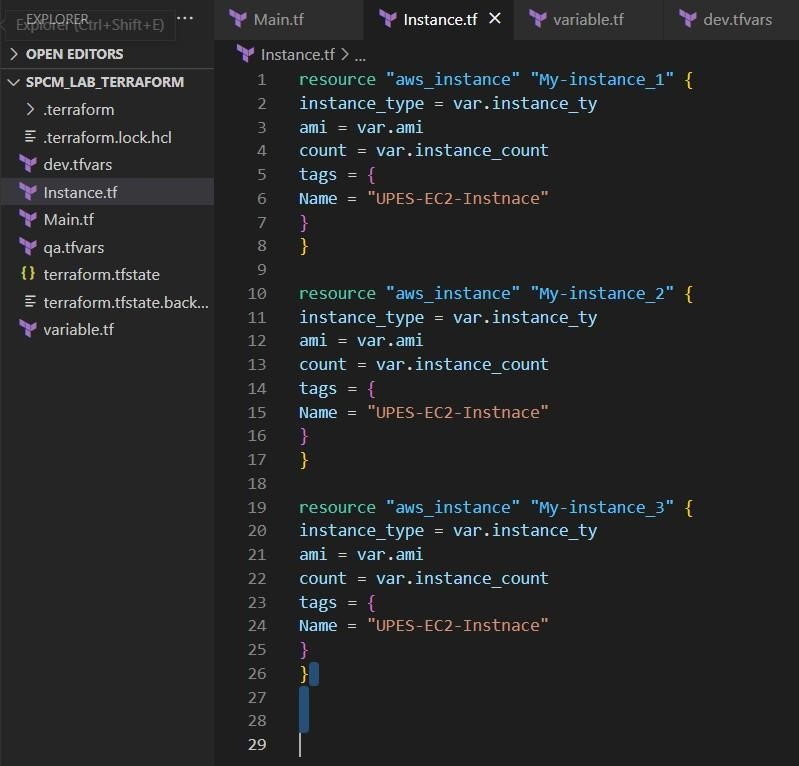 EXPLORER
Explorer (Ctrl+Shift+E)
...
OPEN EDITORS
SPCM_LAB_TERRAFORM
.terraform
.terraform.lock.hcl
dev.tfvars
Instance.tf
Main.tf
qa.tfvars
terraform.tfstate
terraform.tfstate.back...
variable.tf
Main.tf
Instance.tf
variable.tf
dev.tfvars
Instance.tf > ...
1 resource "aws_instance" "My-instance_1" {
2 instance_type = var.instance_ty
3 ami = var.ami
4 count = var.instance_count
5 tags = {
6 Name = "UPES-EC2-Instnace"
7 }
8 }
9
10 resource "aws_instance" "My-instance_2" {
11 instance_type = var.instance_ty
12 ami = var.ami
13 count = var.instance_count
14 tags = {
15 Name = "UPES-EC2-Instnace"
16 }
17 }
18
19 resource "aws_instance" "My-instance_3" {
20 instance_type = var.instance_ty
21 ami = var.ami
22 count = var.instance_count
23 tags = {
24 Name = "UPES-EC2-Instnace"
25 }
26 }
27
28
29